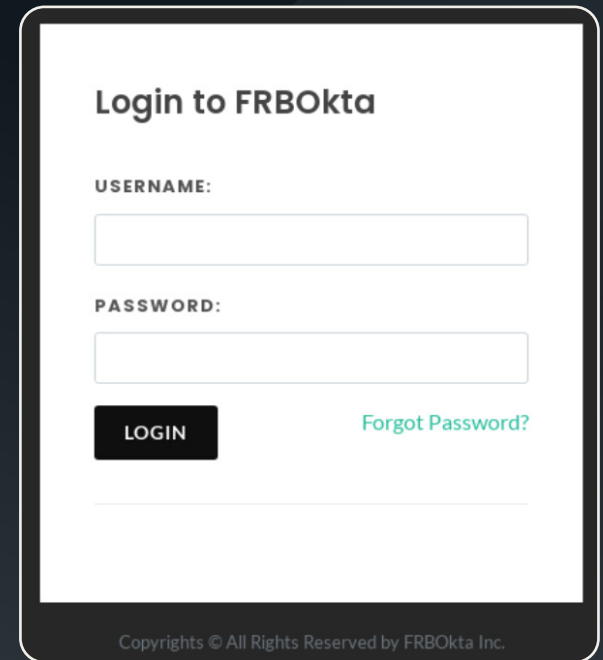 Login to FRBOkta
USERNAME:
PASSWORD:
LOGIN
Forgot Password?
Copyrights © All Rights Reserved by FRBOkta Inc.